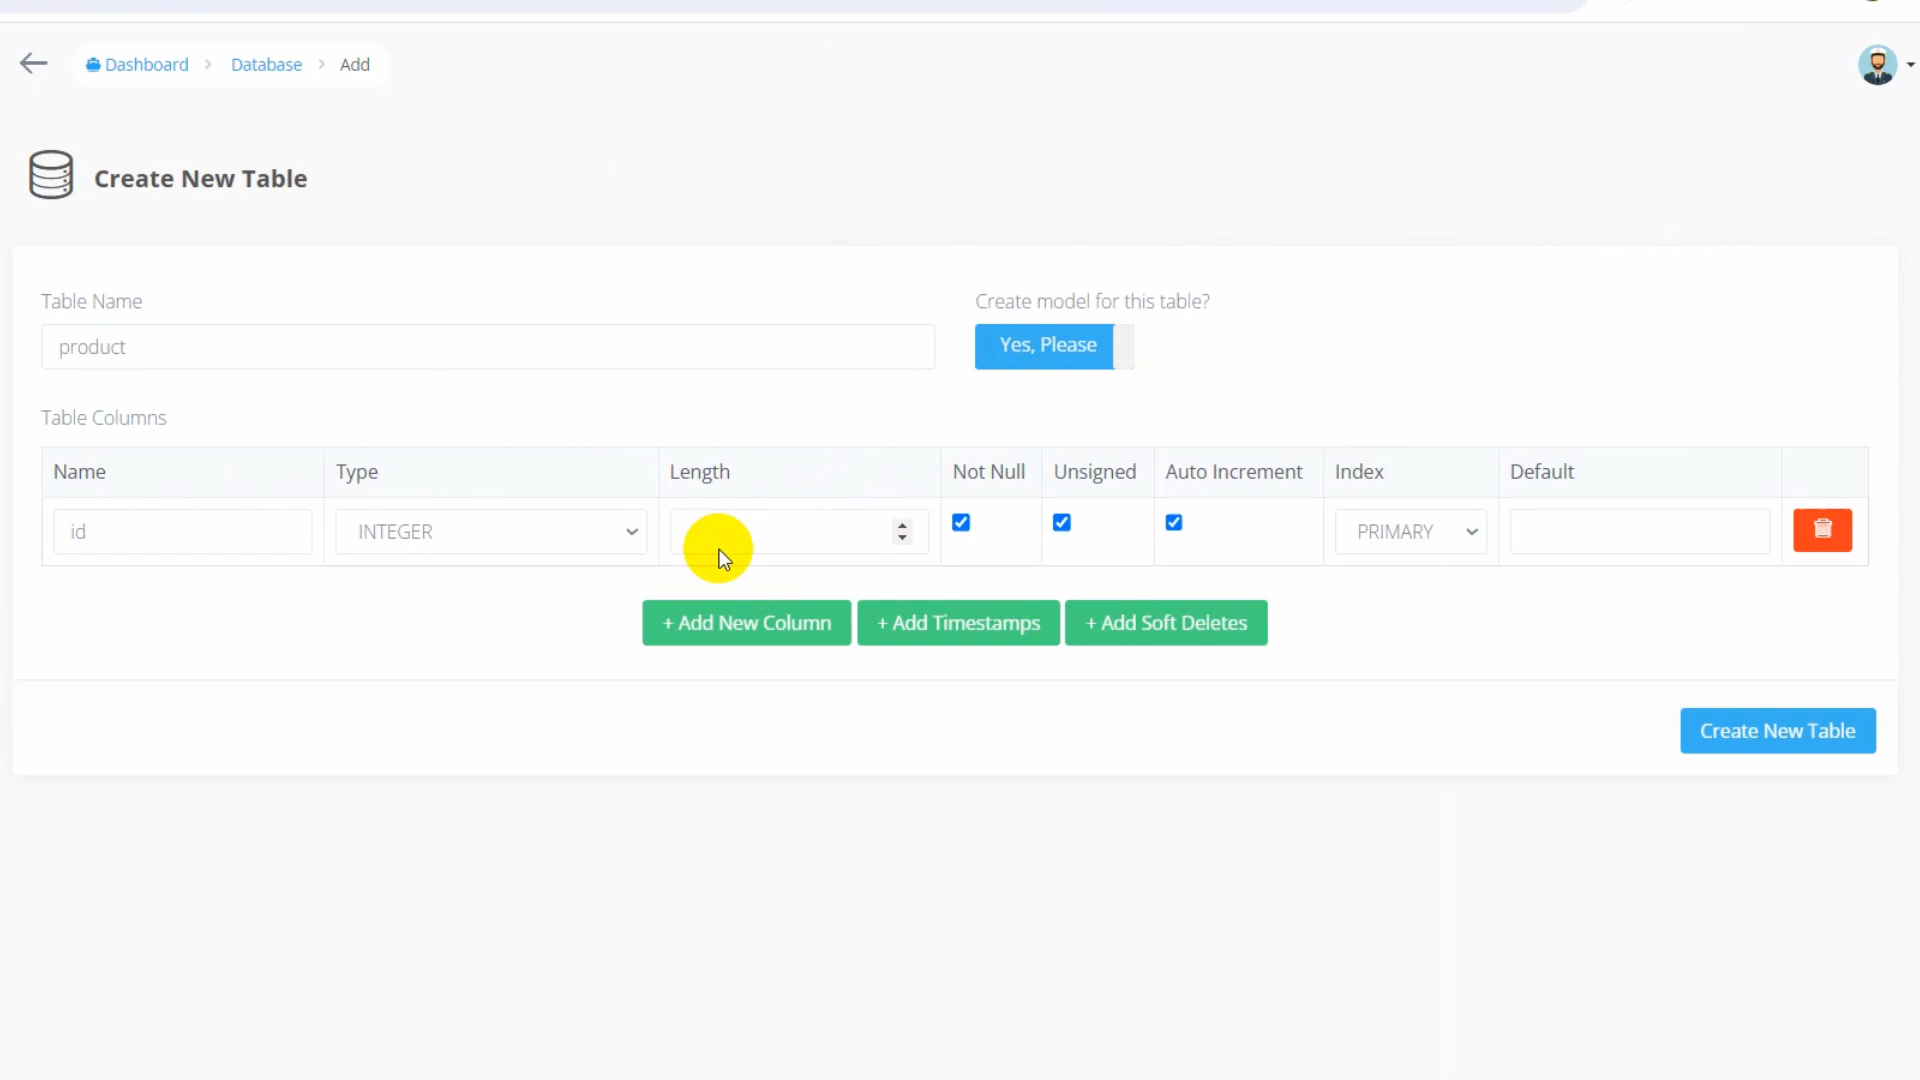 Dashboard > Database > Add
Create New Table
Table Name
Create model for this table?
product
Yes, Please
Table Columns
Name Type Length Not Null Unsigned Auto Increment Index Default
id INTEGER PRIMARY
+ Add New Column + Add Timestamps + Add Soft Deletes
Create New Table